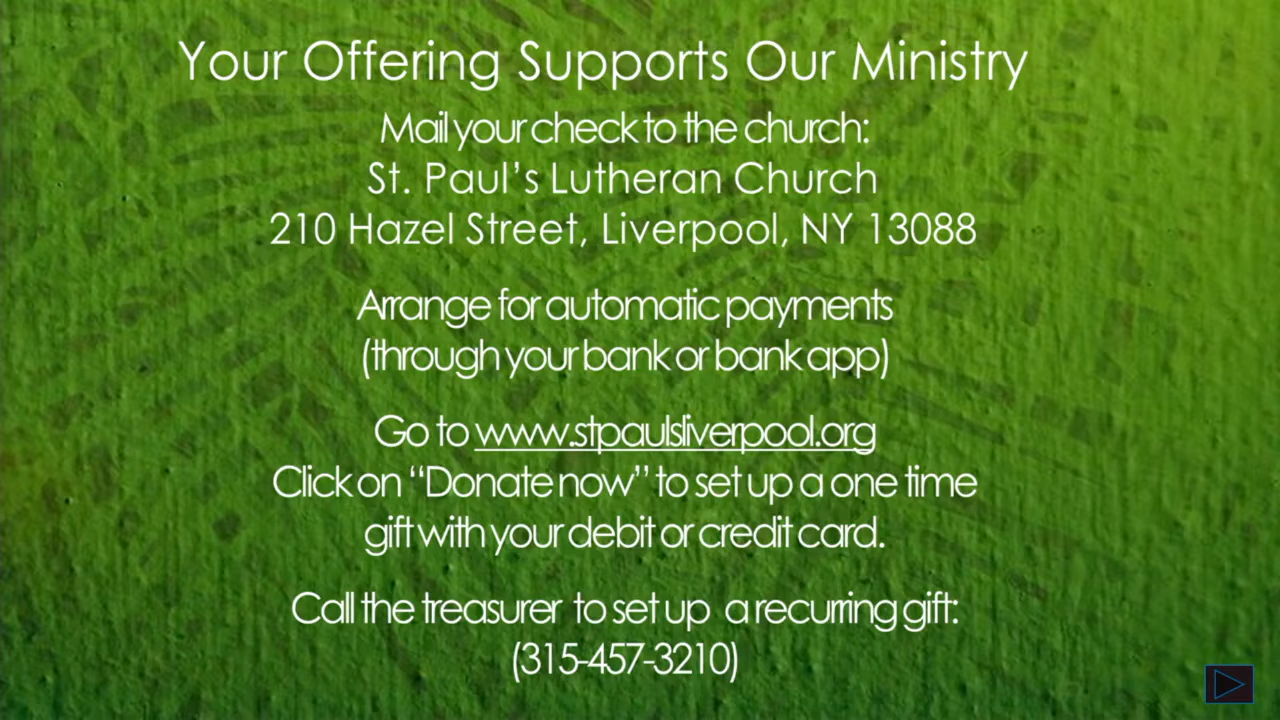 Your Offering Supports Our Ministry
Mail your check to the church:
St. Paul’s Lutheran Church
210 Hazel Street, Liverpool, NY 13088
Arrange for automatic payments
(through your bank or bank app)
Go to www.stpaulsliverpool.org
Click on “Donate now” to set up a one time
gift with your debit or credit card.
Call the treasurer to set up a recurring gift:
(315-457-3210)